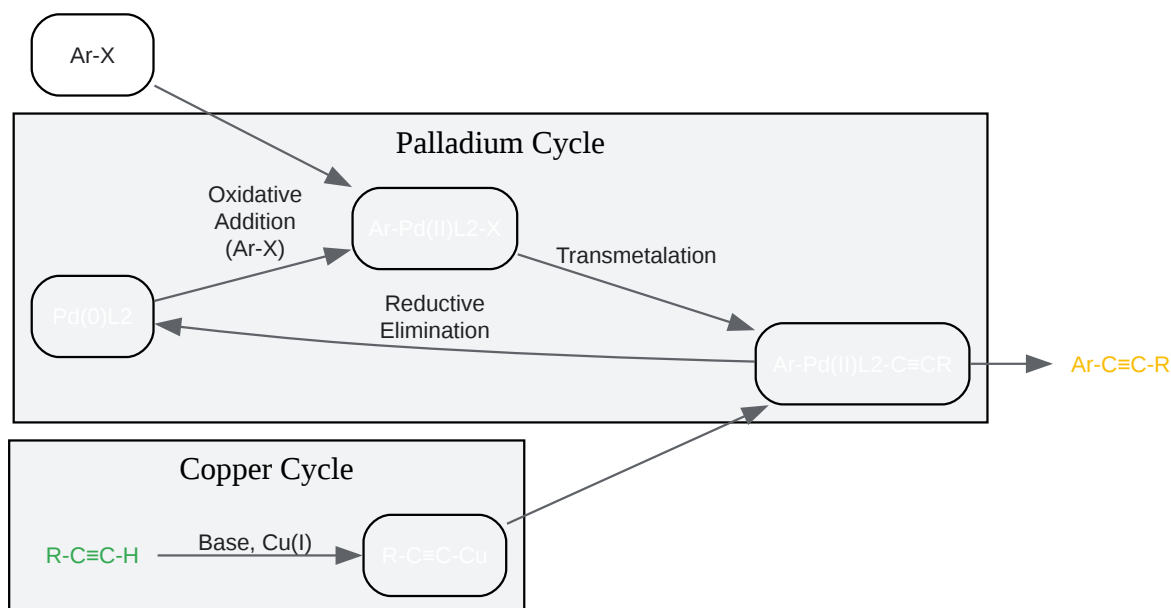 Ar-X
Palladium Cycle
Oxidative
Addition
(Ar-X)
Ar-Pd(II)L2-X
Transmetalation
Pd(0)L2
Reductive
Elimination
Ar-Pd(II)L2-C≡CR
Ar-C≡C-R
Copper Cycle
R-C≡C-H
Base, Cu(I)
R-C≡C-Cu